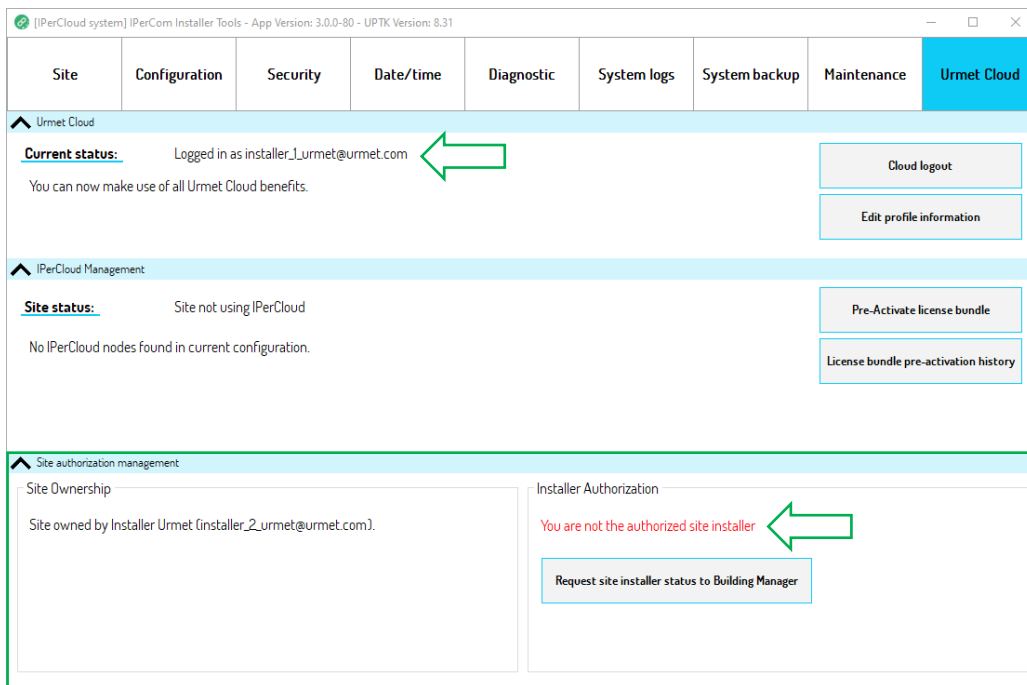 [IPerCloud system] IPerCom Installer Tools - App Version: 3.0.0-80 - UPTK Version: 8.31
Site
Configuration
Security
Date/time
Diagnostic
System logs
System backup
Maintenance
Urmet Cloud
Urmet Cloud
Current status:
Logged in as installer_1_urmet@urmet.com
You can now make use of all Urmet Cloud benefits.
Cloud logout
Edit profile information
IPerCloud Management
Site status:
Site not using IPerCloud
No IPerCloud nodes found in current configuration.
Pre-Activate license bundle
License bundle pre-activation history
Site authorization management
Site Ownership
Site owned by Installer Urmet (installer_2_urmet@urmet.com).
Installer Authorization
You are not the authorized site installer
Request site installer status to Building Manager